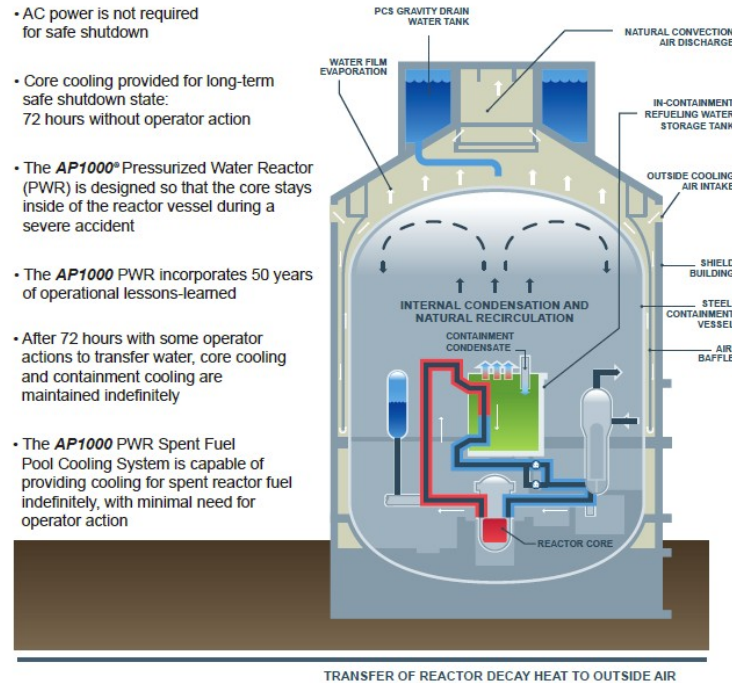 • AC power is not required
for safe shutdown
• Core cooling provided for long-term
safe shutdown state:
72 hours without operator action
• The AP1000® Pressurized Water Reactor
(PWR) is designed so that the core stays
inside of the reactor vessel during a
severe accident
• The AP1000 PWR incorporates 50 years
of operational lessons-learned
• After 72 hours with some operator
actions to transfer water, core cooling
and containment cooling are
maintained indefinitely
• The AP1000 PWR Spent Fuel
Pool Cooling System is capable of
providing cooling for spent reactor fuel
indefinitely, with minimal need for
operator action
PCS GRAVITY DRAIN
WATER TANK
WATER FILM
EVAPORATION
NATURAL CONVECTION
AIR DISCHARGE
IN-CONTAINMENT
REFUELING WATER
STORAGE TANK
OUTSIDE COOLING
AIR INTAKE
SHIELD
BUILDING
STEEL
CONTAINMENT
VESSEL
AIR
BAFFLE
INTERNAL CONDENSATION AND
NATURAL RECIRCULATION
CONTAINMENT
CONDENSATE
REACTOR CORE
TRANSFER OF REACTOR DECAY HEAT TO OUTSIDE AIR